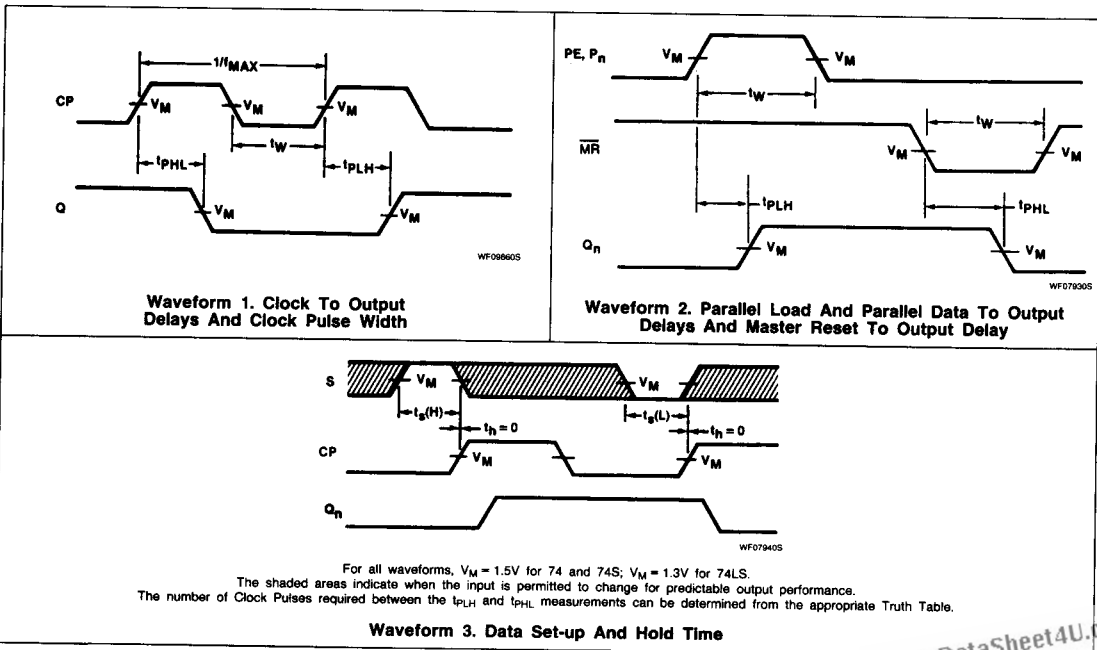 1/fMAX
CP
VM
VM
VM
tW
tPHL
tPLH
Q
VM
VM
WF09860S
Waveform 1. Clock To Output
Delays And Clock Pulse Width
PE, Pn
VM
VM
tW
tW
MR
VM
VM
tPLH
tPHL
Qn
VM
VM
WF07930S
Waveform 2. Parallel Load And Parallel Data To Output
Delays And Master Reset To Output Delay
S
VM
VM
ts(H)
ts(L)
th = 0
th = 0
CP
VM
VM
Qn
WF07940S
For all waveforms, VM = 1.5V for 74 and 74S; VM = 1.3V for 74LS.
The shaded areas indicate when the input is permitted to change for predictable output performance.
The number of Clock Pulses required between the tPLH and tPHL measurements can be determined from the appropriate Truth Table.
Waveform 3. Data Set-up And Hold Time